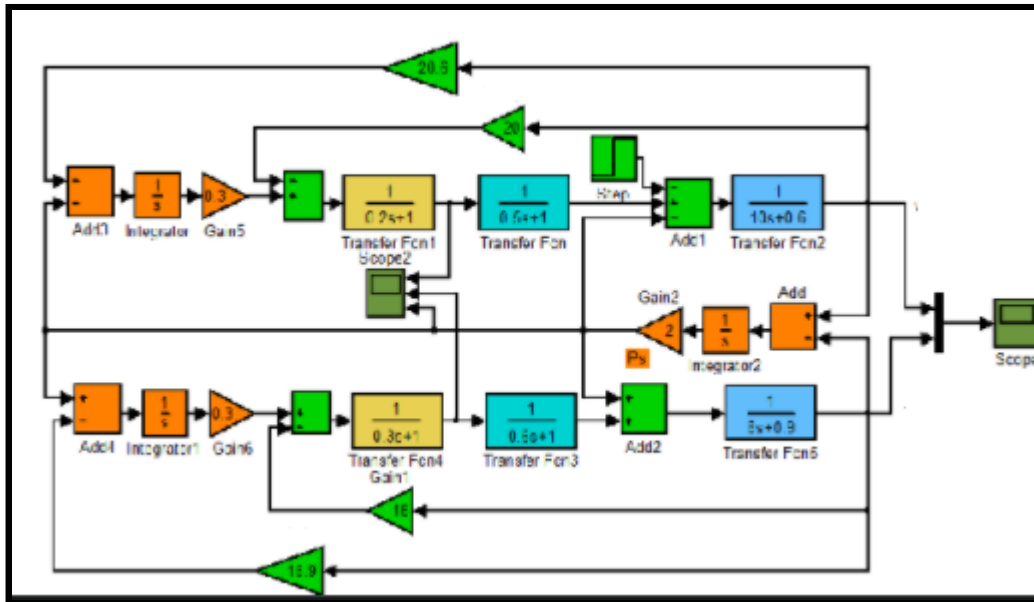 20.6
20
Step
Add3
1
s
Integrator
0.3
Gain5
1
0.2s+1
Transfer Fcn1
1
0.5s+1
Transfer Fcn
Add1
1
10s+0.6
Transfer Fcn2
Scope2
Gain2
2
Ps
1
s
Integrator2
Add
Scope
Add4
1
s
Integrator1
0.3
Gain6
1
0.3s+1
Transfer Fcn4
1
0.6s+1
Transfer Fcn3
Add2
1
8s+0.9
Transfer Fcn5
Gain1
16
16.9